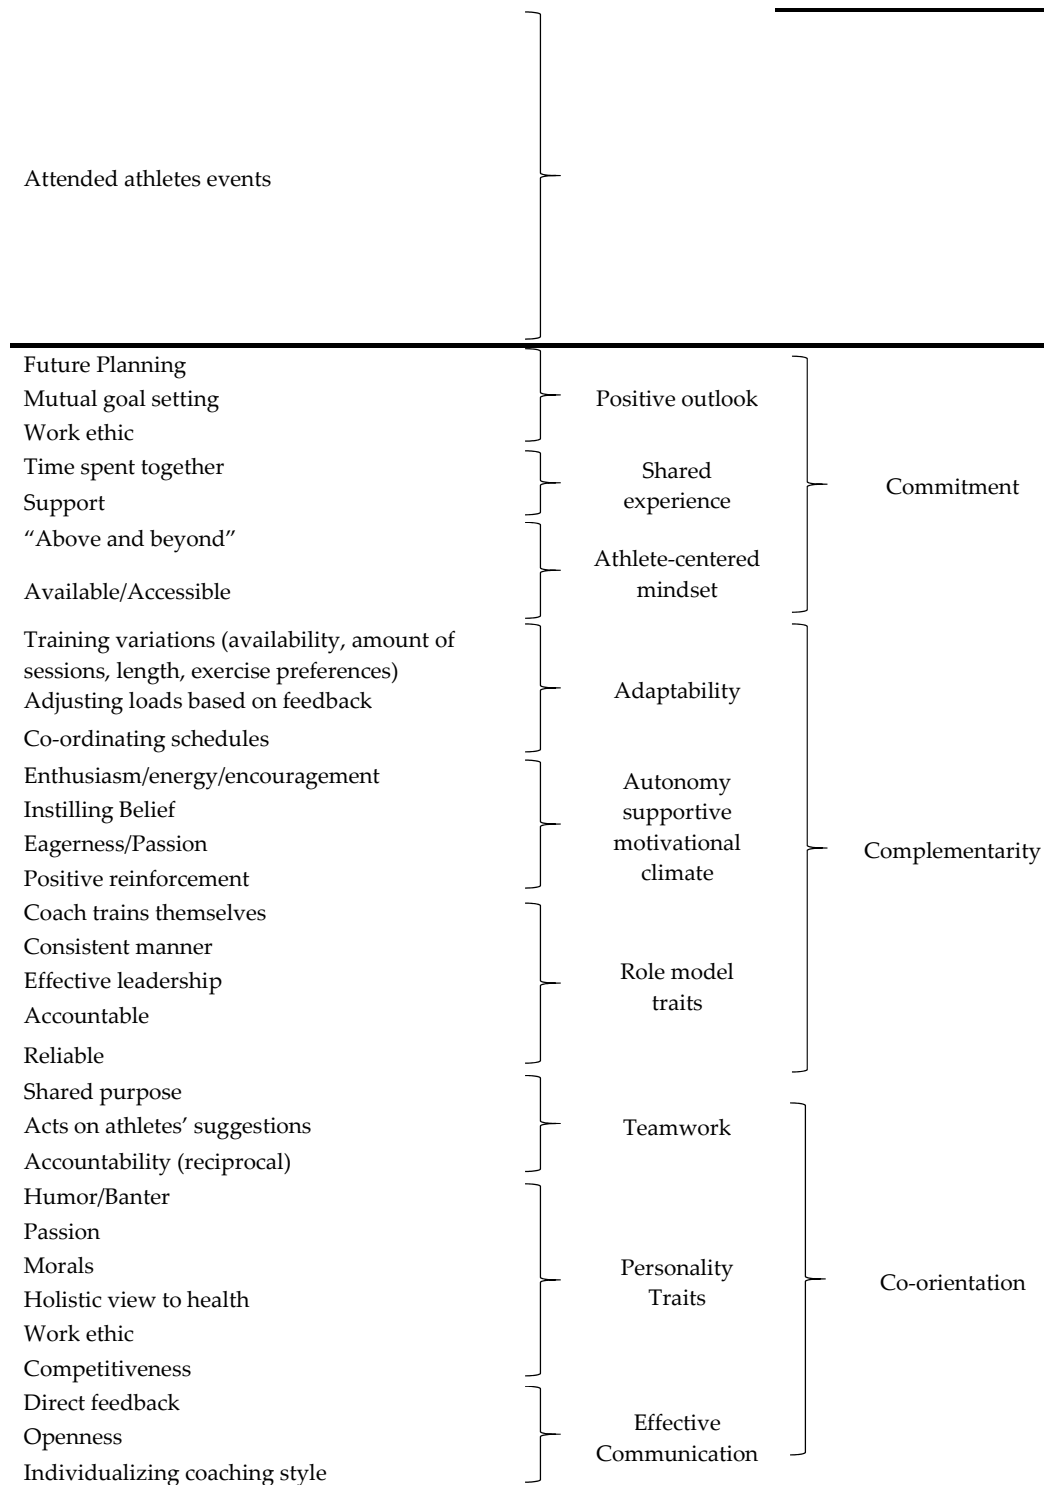 Attended athletes events
Future Planning
Mutual goal setting
Work ethic
Positive outlook
Time spent together
Support
Shared
experience
“Above and beyond”
Available/Accessible
Athlete-centered
mindset
Commitment
Training variations (availability, amount of
sessions, length, exercise preferences)
Adjusting loads based on feedback
Co-ordinating schedules
Adaptability
Enthusiasm/energy/encouragement
Instilling Belief
Eagerness/Passion
Positive reinforcement
Autonomy
supportive
motivational
climate
Coach trains themselves
Consistent manner
Effective leadership
Accountable
Reliable
Role model
traits
Complementarity
Shared purpose
Acts on athletes’ suggestions
Accountability (reciprocal)
Teamwork
Humor/Banter
Passion
Morals
Holistic view to health
Work ethic
Competitiveness
Personality
Traits
Direct feedback
Openness
Individualizing coaching style
Effective
Communication
Co-orientation